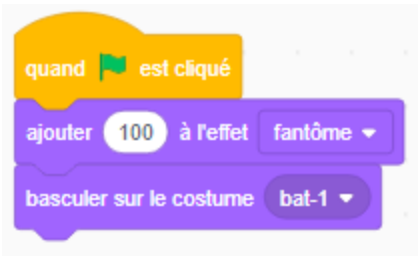 quand est cliqué
ajouter 100 à l'effet fantôme
basculer sur le costume bat-1